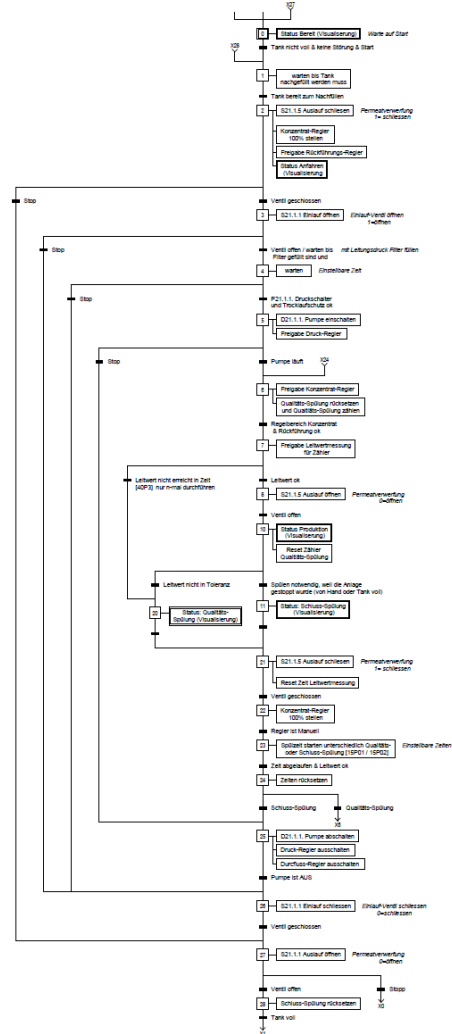 X27
0 Status Bereit (Visualisierung) Warte auf Start
X28 Tank nicht voll & keine Störung & Start
1 warten bis Tank
nachgefüllt werden muss
Tank bereit zum Nachfüllen
2 S21.1.5 Auslauf schliesen Permeatverwerfung
1= schliessen
Konzentrat-Regler
100% stellen
Freigabe Rückführungs-Regler
Status Anfahren
(Visualisierung
Stop Ventil geschlossen
3 S21.1.1 Einlauf öffnen Einlauf-Ventil öffnen
1=öffnen
Stop Ventil offen / warten bis mit Leitungsdruck Filter füllen
Filter gefüllt sind und
4 warten Einstellbare Zeit
Stop P21.1.1. Druckschalter
und Trocklaufschutz ok
5 D21.1.1. Pumpe einschalten
Freigabe Druck-Regler
Stop Pumpe läuft X24
6 Freigabe Konzentrat-Regler
Qualitäts-Spülung rücksetzen
und Qualitäts-Spülung zählen
Regelbereich Konzentrat
& Rückführung ok
7 Freigabe Leitwertmessung
für Zähler
Leitwert nicht erreicht in Zeit Leitwert ok
[40P3] nur n-mal durchführen
S21.1.5 Auslauf öffnen Permeatverwerfung
0=öffnen
Ventil offen
10 Status Produktion
(Visualisierung)
Reset Zähler
Qualitäts-Spülung
Leitwert nicht in Toleranz Spülen notwendig, weil die Anlage
gestoppt wurde (von Hand oder Tank voll)
20 Status: Qualitäts-
Spülung (Visualisierung)
11 Status: Schluss-Spülung
(Visualisierung)
21 S21.1.5 Auslauf schliesen Permeatverwerfung
1= schliessen
Reset Zeit Leitwertmessung
Ventil geschlossen
22 Konzentrat-Regler
100% stellen
Regler ist Manuell
23 Spülzeit starten unterschiedlich Qualitäts- Einstellbare Zeiten
oder Schluss-Spülung [15P01 / 15P02]
Zeit abgelaufen & Leitwert ok
24 Zeiten rücksetzen
Schluss-Spülung Qualitäts-Spülung
X6
25 D21.1.1. Pumpe abschalten
Druck-Regler ausschalten
Durcfluss-Regler ausschalten
Pumpe ist AUS
26 S21.1.1 Einlauf schliessen Einlauf-Ventil schliessen
0=schliessen
Ventil geschlossen
27 S21.1.1 Auslauf öffnen Permeatverwerfung
0=öffnen
Ventil offen Stopp
X0
28 Schluss-Spülung rücksetzen
Tank voll